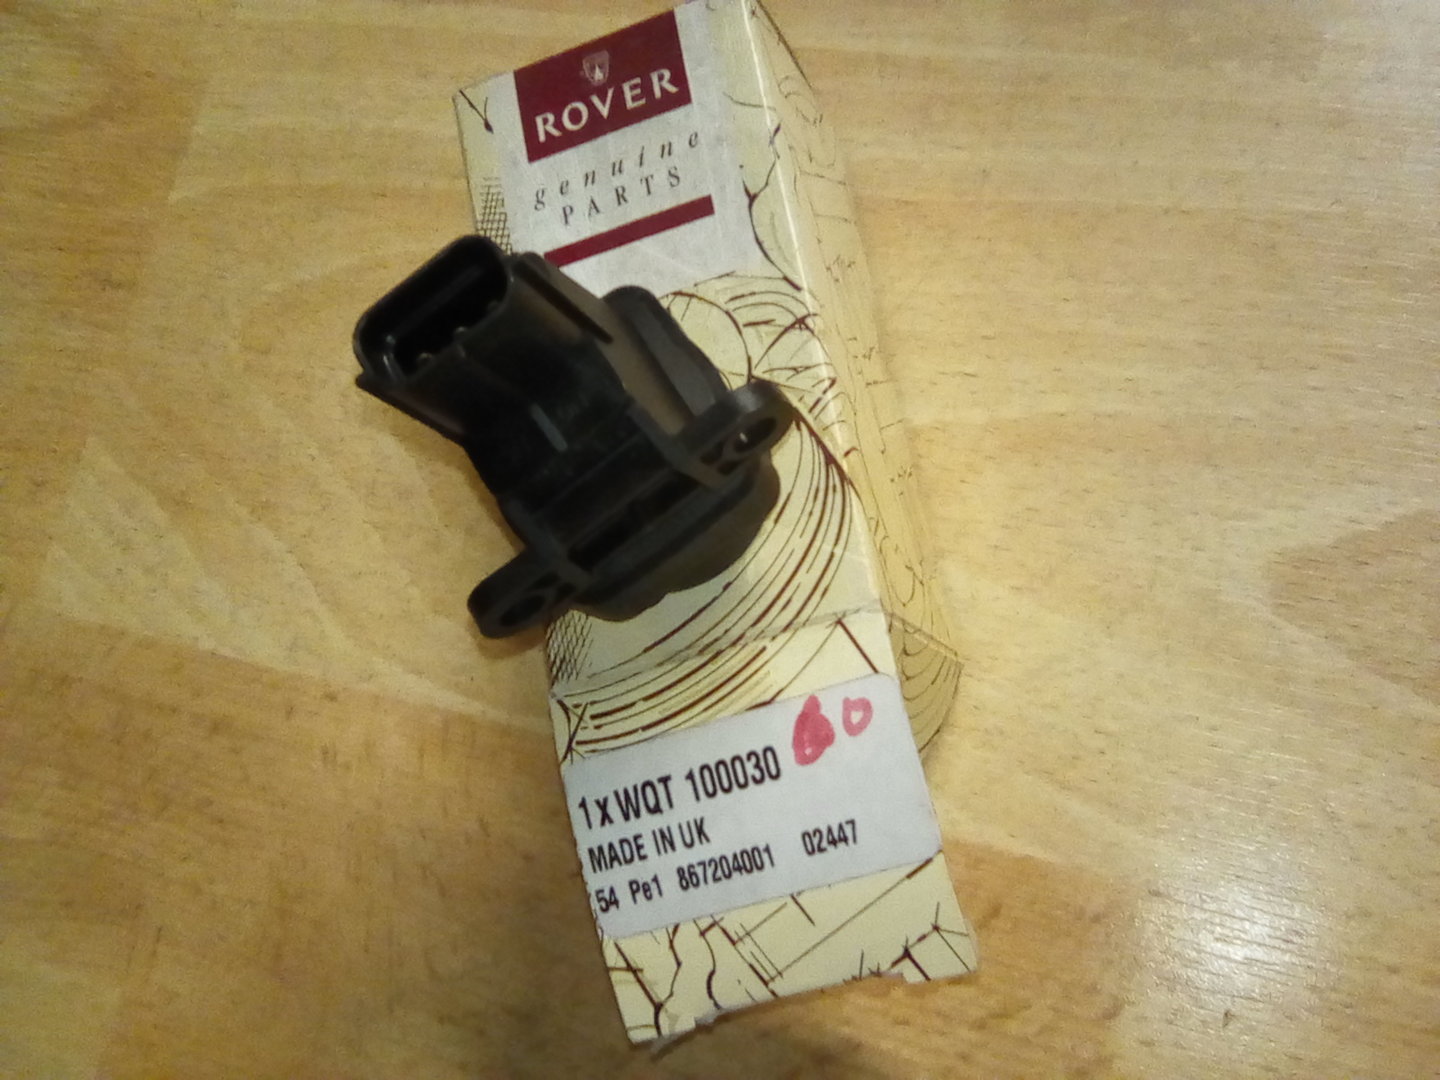 ROVER
genuine
PARTS
60
1 x WQT 100030
MADE IN UK
54 Pe1 867204001 02447